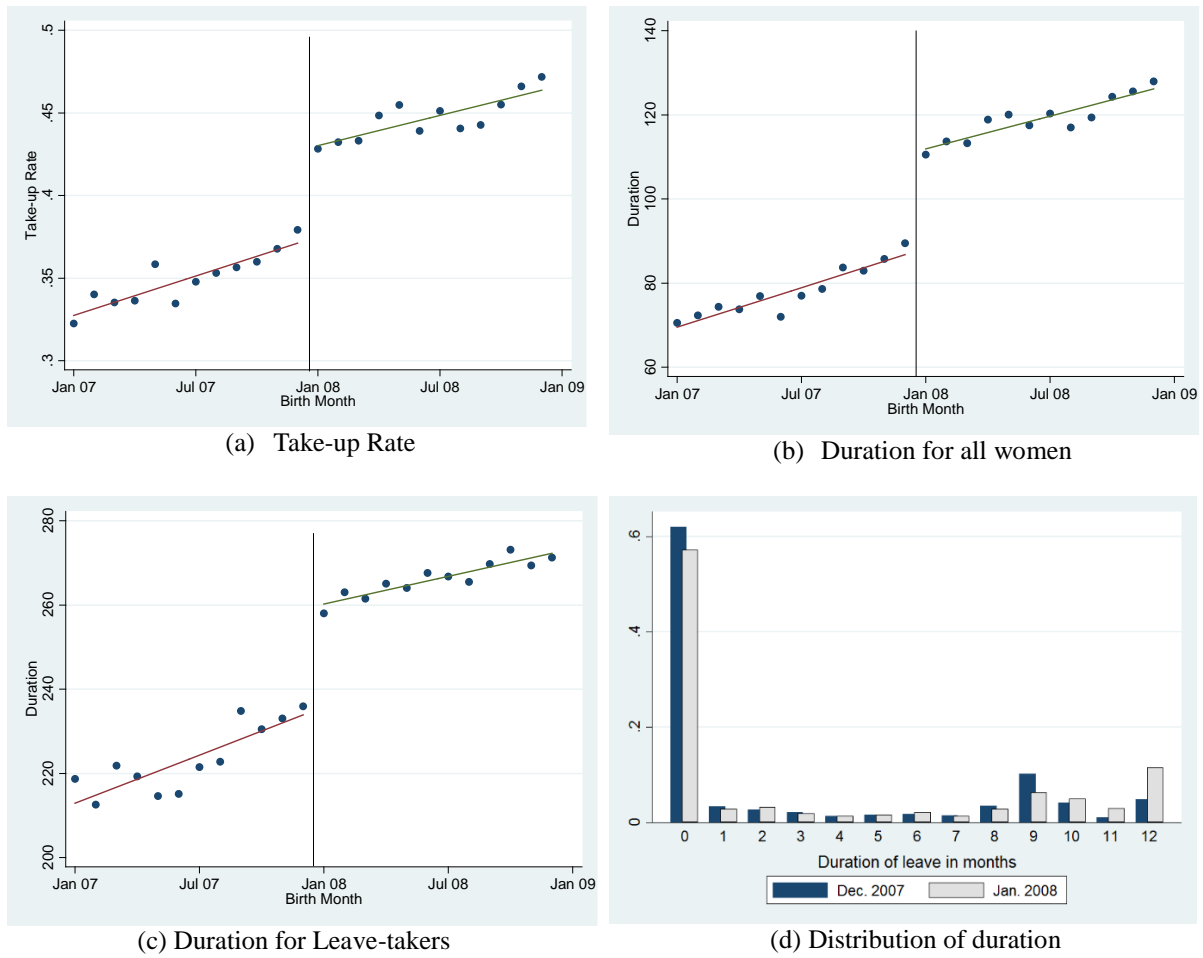 .5
.45
.4
.35
.3
Take-up Rate
Jan 07 Jul 07 Jan 08 Jul 08 Jan 09
Birth Month
(a) Take-up Rate
140
120
100
80
60
Duration
Jan 07 Jul 07 Jan 08 Jul 08 Jan 09
Birth Month
(b) Duration for all women
280
260
240
220
200
Duration
Jan 07 Jul 07 Jan 08 Jul 08 Jan 09
Birth Month
(c) Duration for Leave-takers
.6
.4
.2
0
0 1 2 3 4 5 6 7 8 9 10 11 12
Duration of leave in months
Dec. 2007 Jan. 2008
(d) Distribution of duration